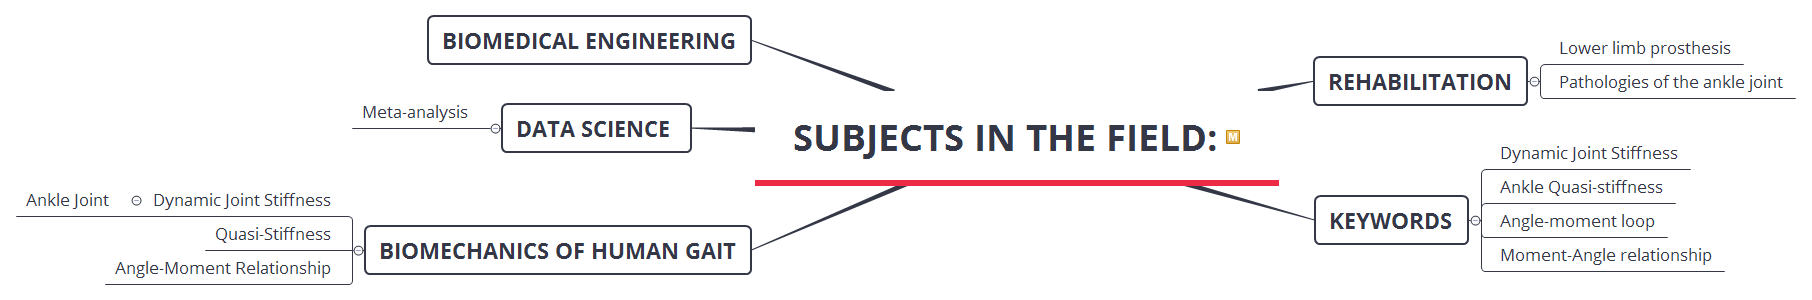 BIOMEDICAL ENGINEERING
Meta-analysis
DATA SCIENCE
Ankle Joint
Dynamic Joint Stiffness
Quasi-Stiffness
Angle-Moment Relationship
BIOMECHANICS OF HUMAN GAIT
SUBJECTS IN THE FIELD:
M
REHABILITATION
Lower limb prosthesis
Pathologies of the ankle joint
KEYWORDS
Dynamic Joint Stiffness
Ankle Quasi-stiffness
Angle-moment loop
Moment-Angle relationship